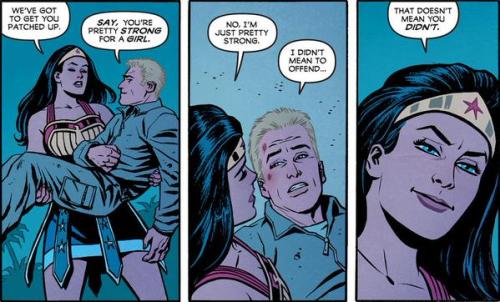 WE'VE GOT
TO GET YOU
PATCHED UP.
SAY, YOU'RE
PRETTY STRONG
FOR A GIRL.
NO. I'M
JUST PRETTY
STRONG.
I DIDN'T
MEAN TO
OFFEND...
THAT DOESN'T
MEAN YOU
DIDN'T.